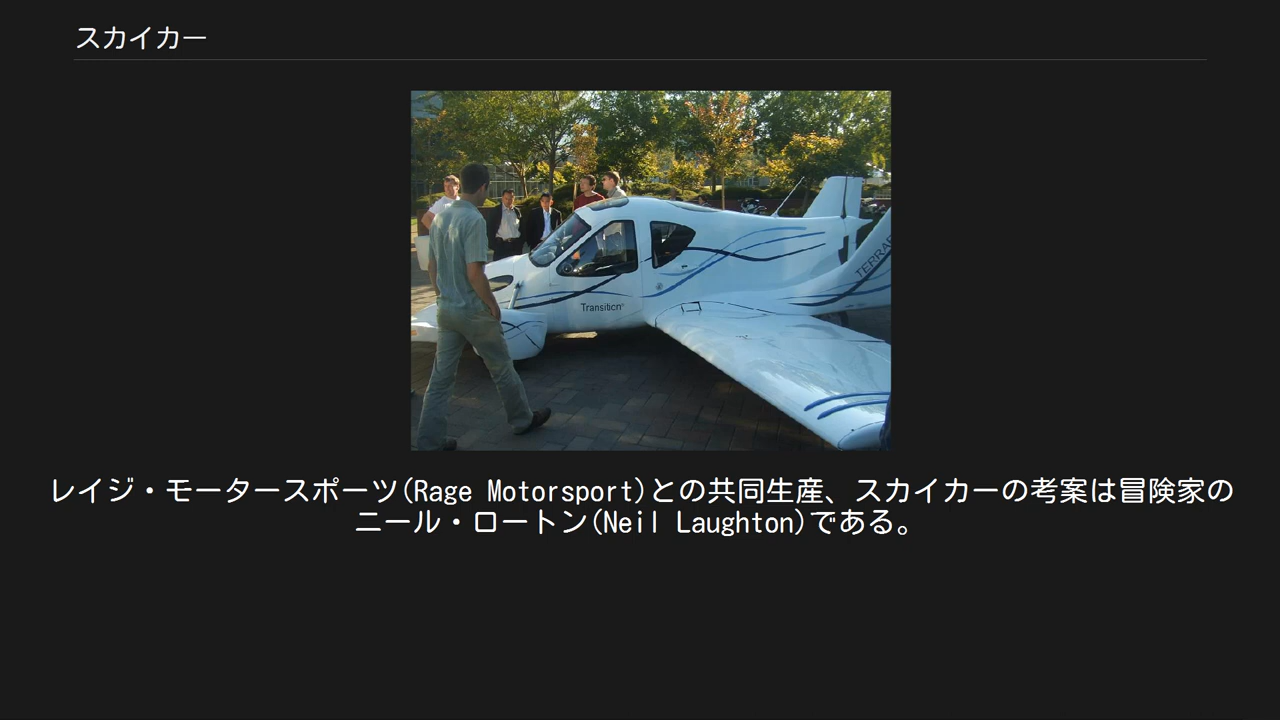 スカイカー
Transition
TERRAF
レイジ・モータースポーツ(Rage Motorsport)との共同生産、スカイカーの考案は冒険家の
ニール・ロートン(Neil Laughton)である。